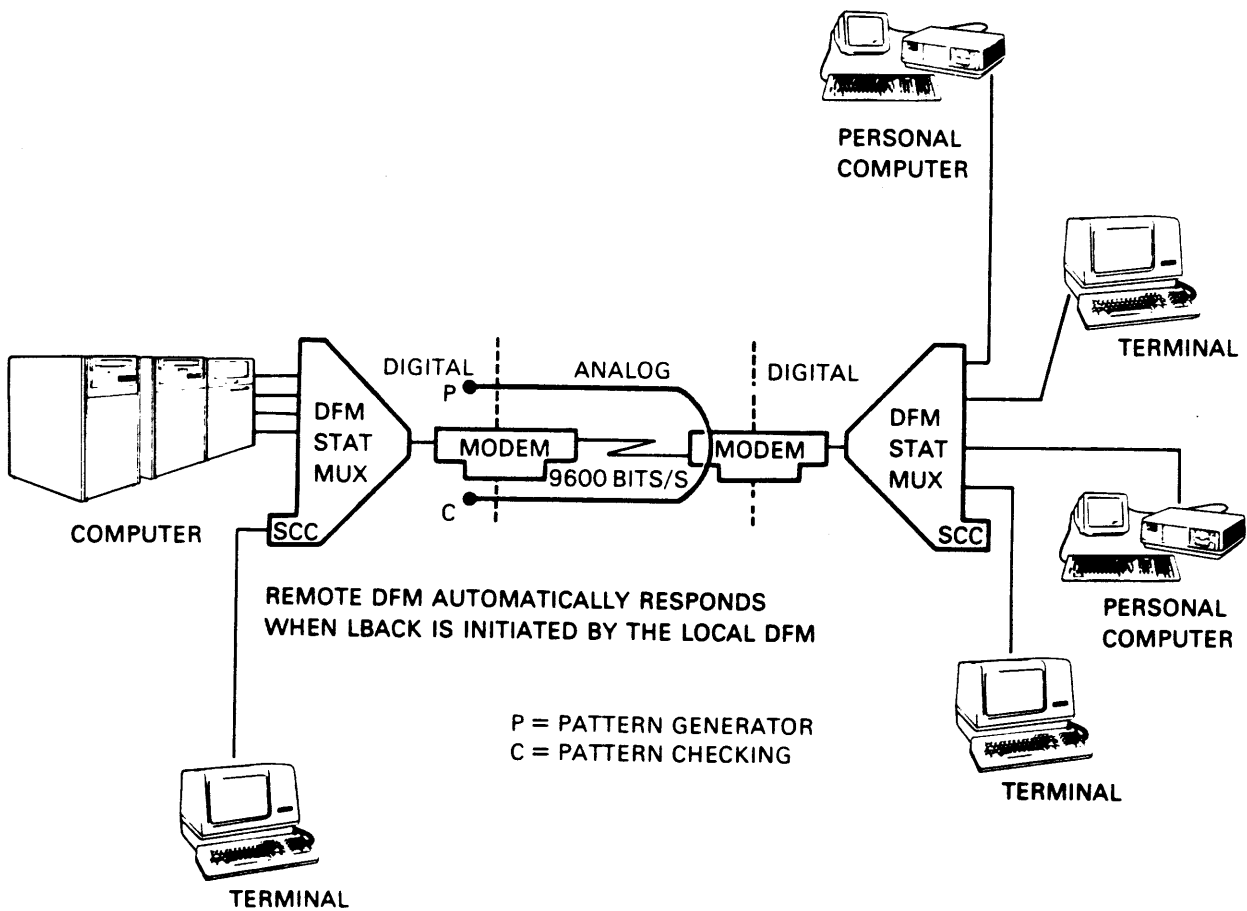 PERSONAL
COMPUTER
TERMINAL
DIGITAL
ANALOG
DIGITAL
P
DFM
STAT
MUX
MODEM
MODEM
DFM
STAT
MUX
9600 BITS/S
C
COMPUTER
SCC
SCC
REMOTE DFM AUTOMATICALLY RESPONDS
WHEN LBACK IS INITIATED BY THE LOCAL DFM
PERSONAL
COMPUTER
P = PATTERN GENERATOR
C = PATTERN CHECKING
TERMINAL
TERMINAL